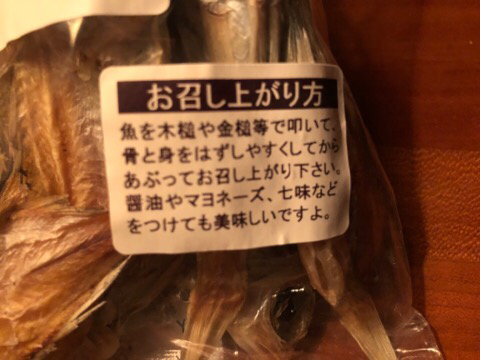 お召し上がり方
魚を木槌や金槌等で叩いて、
骨と身をはずしやすくしてから
あぶってお召し上がり下さい。
醤油やマヨネーズ、七味など
をつけても美味しいですよ。